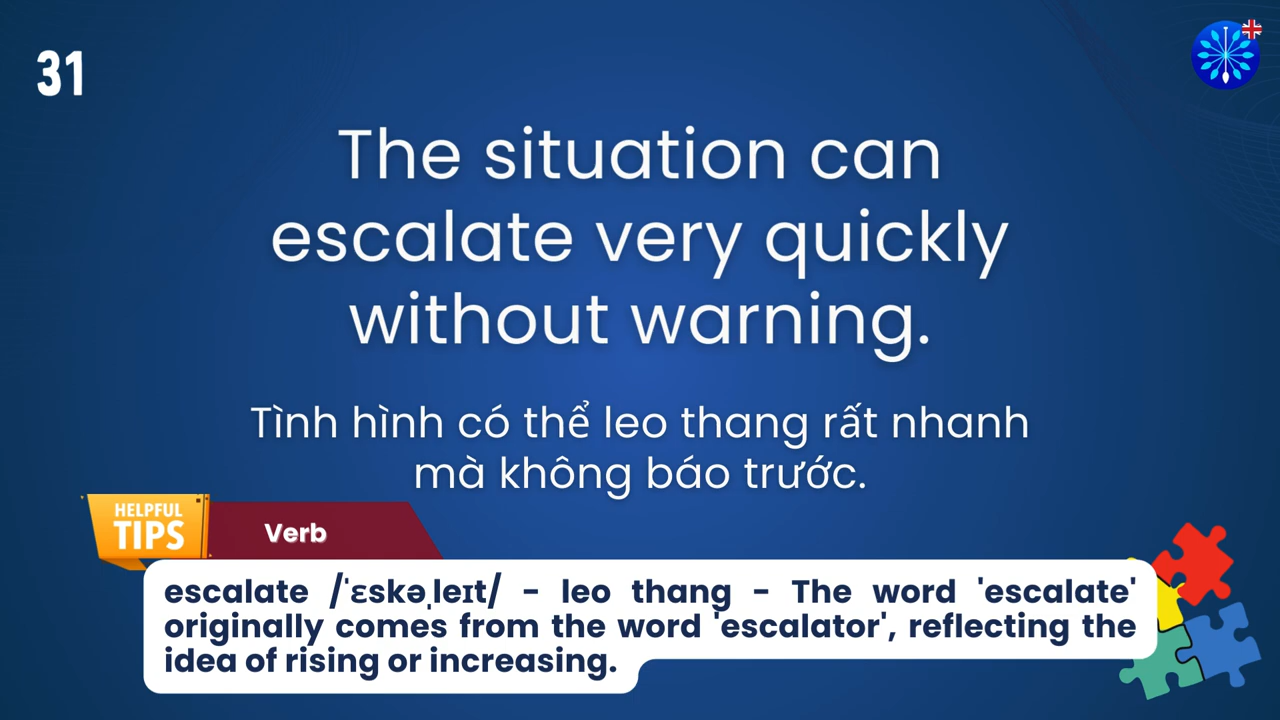 31
The situation can
escalate very quickly
without warning.
Tình hình có thể leo thang rất nhanh
mà không báo trước.
HELPFUL
TIPS
Verb
escalate /ˈɛskəˌleɪt/ - leo thang - The word 'escalate'
originally comes from the word 'escalator', reflecting the
idea of rising or increasing.